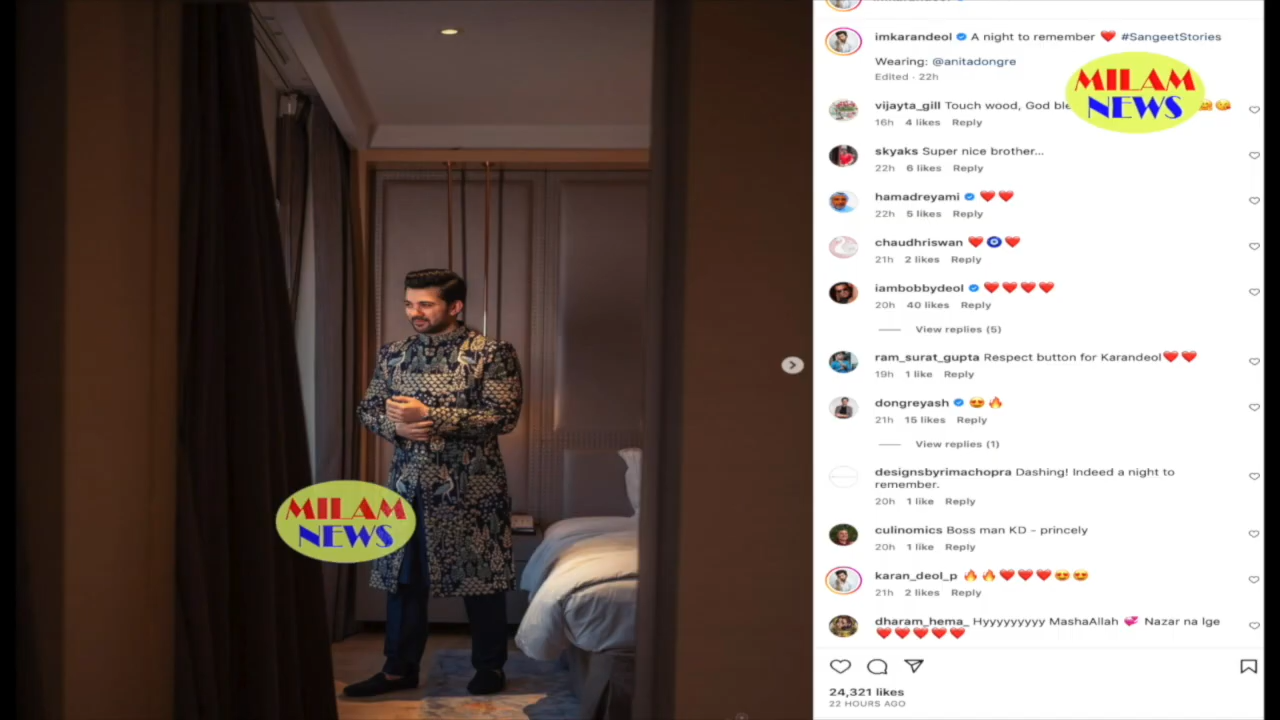 imkarandeol A night to remember ❤️ #SangeetStories
Wearing: @anitadongre
Edited · 22h
MILAM
NEWS
vijayta_gill Touch wood, God
16h 4 likes Reply
skyaks Super nice brother...
22h 6 likes Reply
hamadreyami ❤️❤️
22h 5 likes Reply
chaudhriswan ❤️🧿❤️
21h 2 likes Reply
iambobbydeol ❤️❤️❤️❤️
20h 40 likes Reply
View replies (5)
ram_surat_gupta Respect button for Karandeol❤️❤️
19h 1 like Reply
dongreyash 😍🔥
21h 15 likes Reply
View replies (1)
designsbyrimachopra Dashing! Indeed a night to
remember.
20h 1 like Reply
culinomics Boss man KD - princely
20h 1 like Reply
karan_deol_p 🔥🔥❤️❤️❤️😍😍
21h 2 likes Reply
dharam_hema_ Hyyyyyyyyy MashaAllah 💞 Nazar na lge
❤️❤️❤️❤️❤️
24,321 likes
22 HOURS AGO
MILAM
NEWS